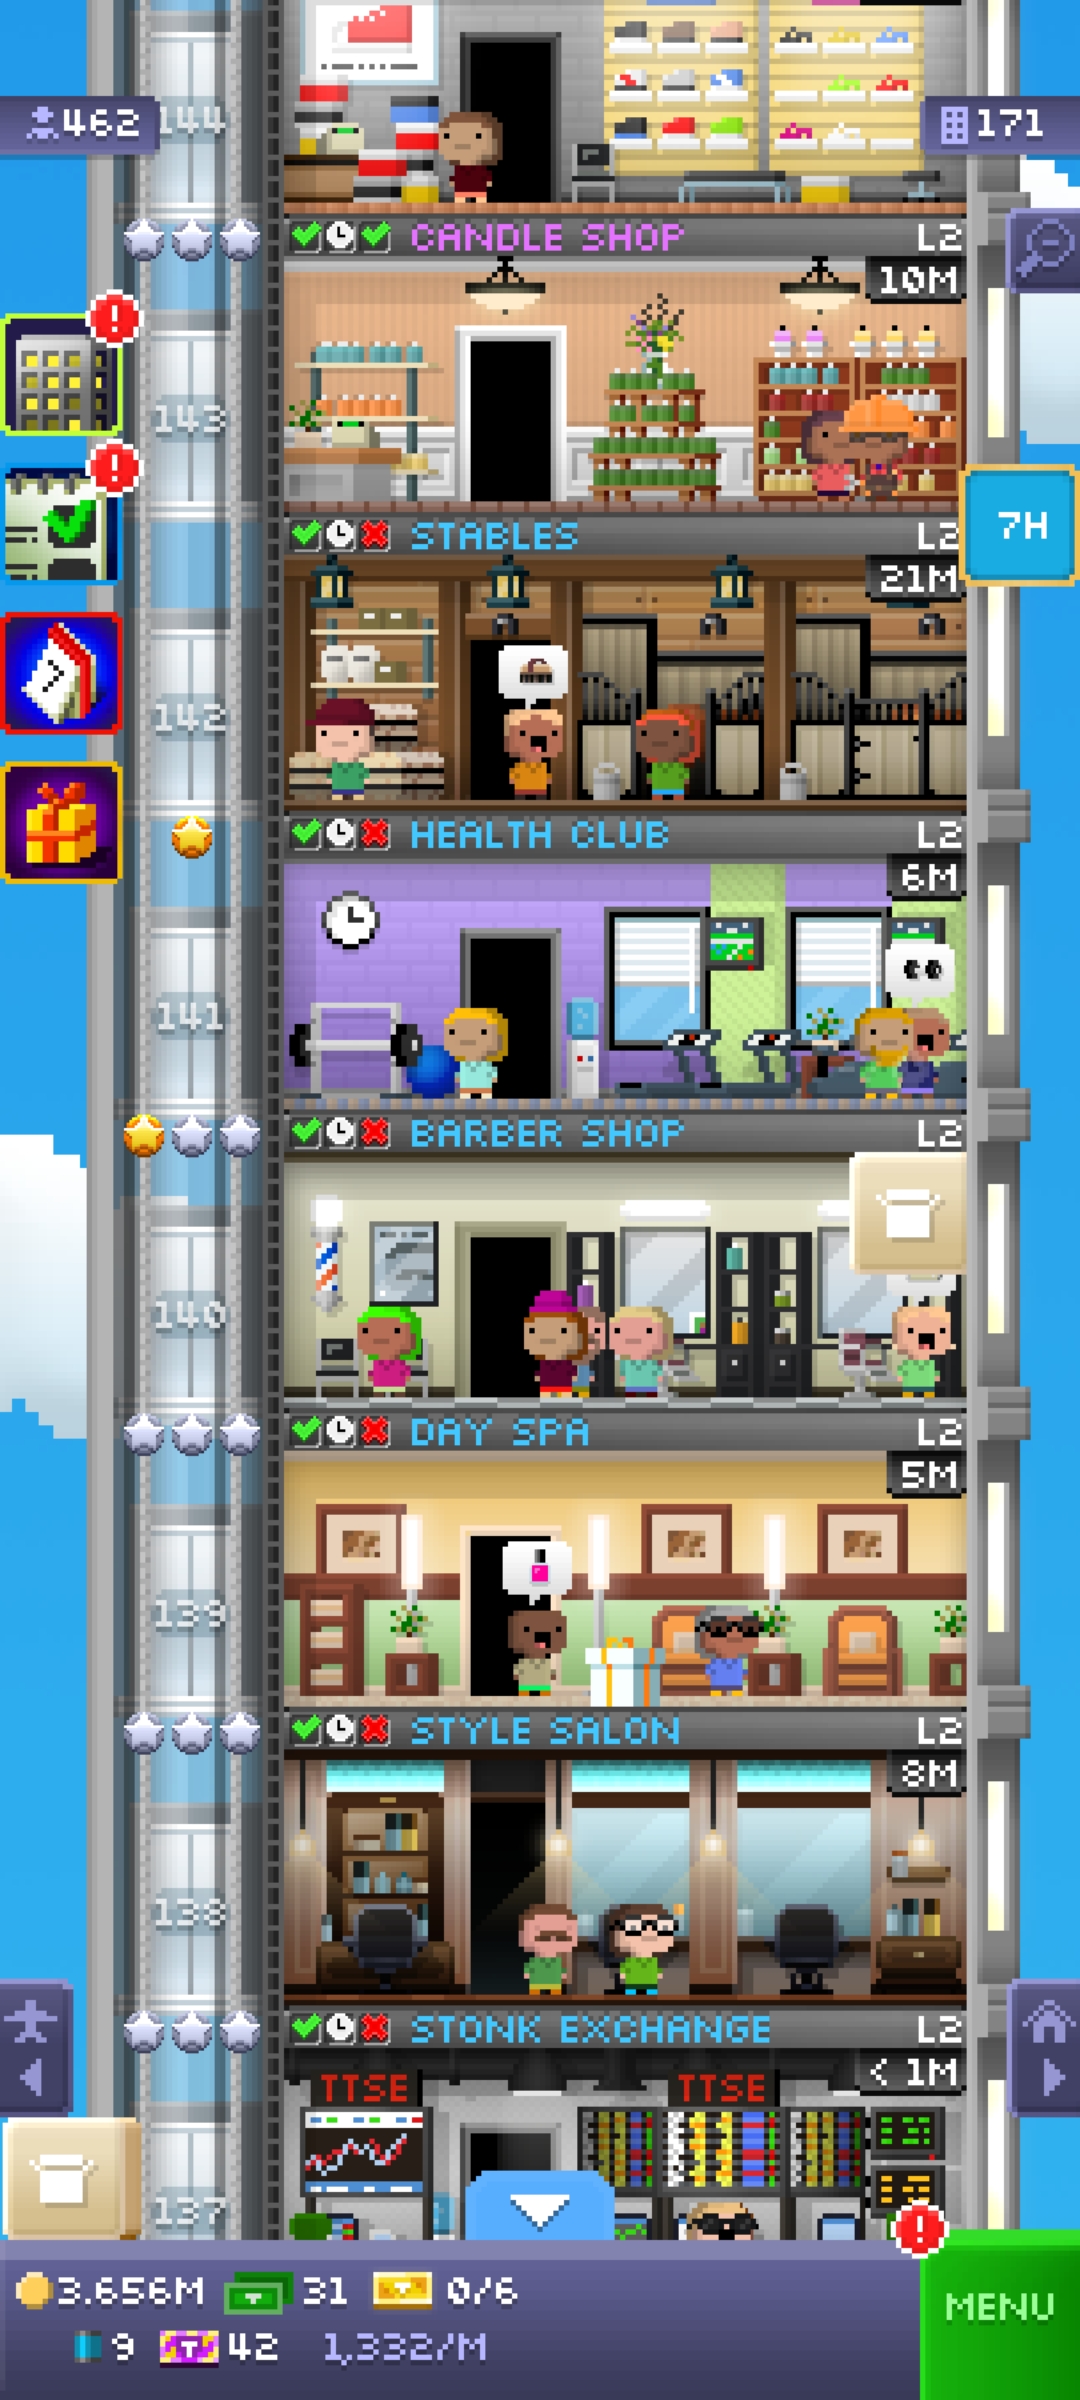 462
144
171
CANDLE SHOP
L2
10M
143
STABLES
L2
7H
21M
7
142
HEALTH CLUB
L2
6M
141
BARBER SHOP
L2
140
DAY SPA
L2
5M
139
STYLE SALON
L2
8M
138
STONK EXCHANGE
L2
< 1M
TTSE
TTSE
137
3.656M
31
0/6
MENU
9
T
42
1,332/M